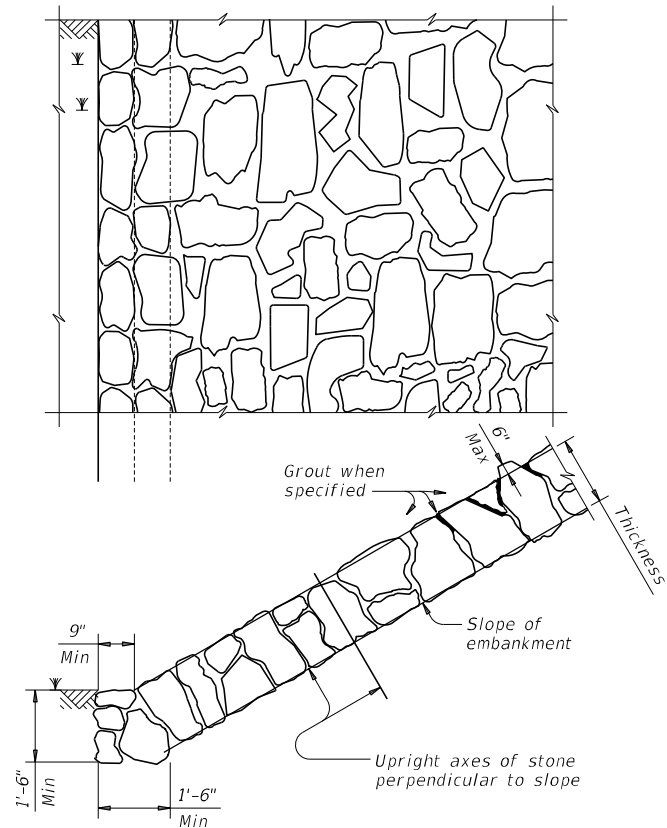 6"
Max
Grout when
specified
Thickness
Slope of
embankment
9"
Min
Upright axes of stone
perpendicular to slope
1'-6"
Min
1'-6"
Min